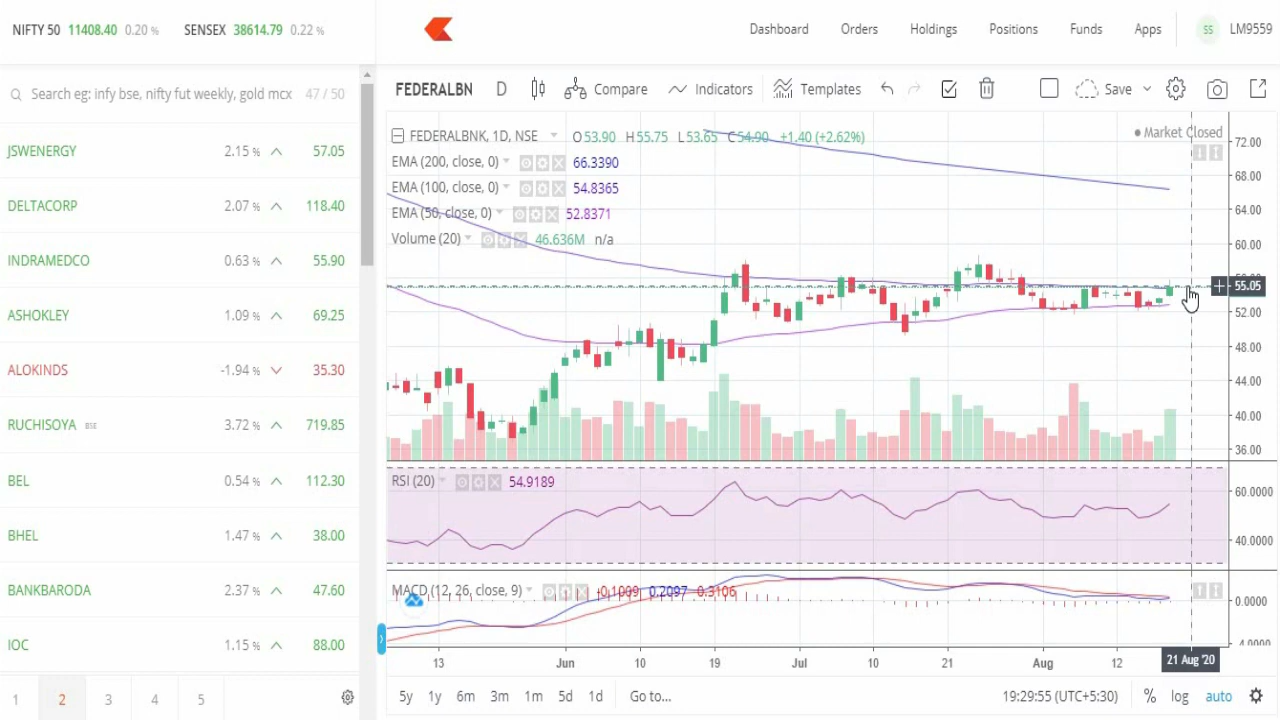 NIFTY 50 11408.40 0.20 % SENSEX 38614.79 0.22 %
Dashboard Orders Holdings Positions Funds Apps SS LM9559
Search eg: infy bse, nifty fut weekly, gold mcx 47 / 50
JSWENERGY 2.15 % 57.05
DELTACORP 2.07 % 118.40
INDRAMEDCO 0.63 % 55.90
ASHOKLEY 1.09 % 69.25
ALOKINDS -1.94 % 35.30
RUCHISOYA BSE 3.72 % 719.85
BEL 0.54 % 112.30
BHEL 1.47 % 38.00
BANKBARODA 2.37 % 47.60
IOC 1.15 % 88.00
1 2 3 4 5
FEDERALBN D Compare Indicators Templates Save
FEDERALBNK, 1D, NSE O 53.90 H 55.75 L 53.65 C 54.90 +1.40 (+2.62%)
Market Closed
EMA (200, close, 0) 66.3390
EMA (100, close, 0) 54.8365
EMA (50, close, 0) 52.8371
Volume (20) 46.636M n/a
72.00
68.00
64.00
60.00
55.05
52.00
48.00
44.00
40.00
36.00
RSI (20) 54.9189
60.0000
40.0000
MACD (12, 26, close, 9) -0.1009 0.2097 0.3106
0.0000
-4.0000
13 Jun 10 19 Jul 10 21 Aug 12 21 Aug '20
5y 1y 6m 3m 1m 5d 1d Go to... 19:29:55 (UTC+5:30) % log auto